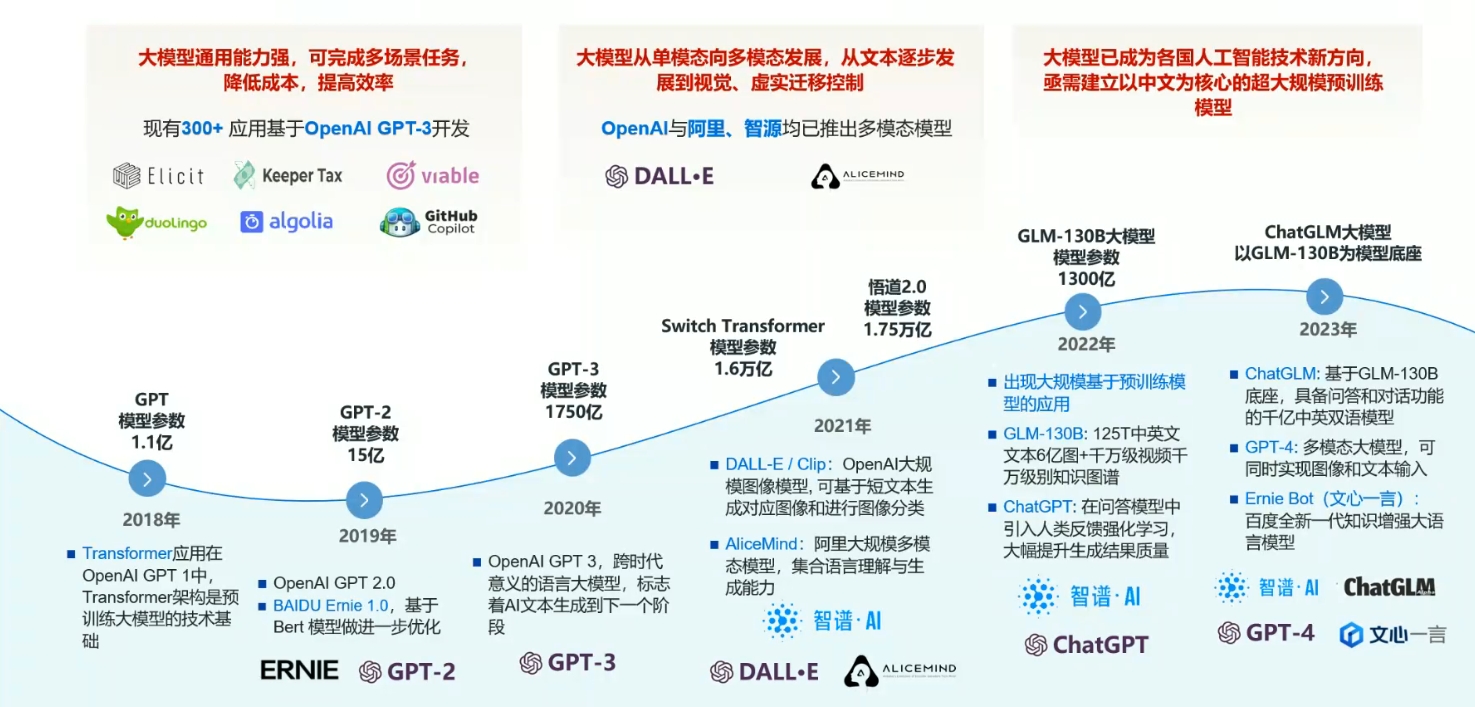 大模型通用能力强，可完成多场景任务，
降低成本，提高效率
现有300+ 应用基于OpenAI GPT-3开发
Elicit
Keeper Tax
viable
duolingo
algolia
GitHub
Copilot
大模型从单模态向多模态发展，从文本逐步发
展到视觉、虚实迁移控制
OpenAI与阿里、智源均已推出多模态模型
DALL•E
ALICEMIND
大模型已成为各国人工智能技术新方向，
亟需建立以中文为核心的超大规模预训练
模型
GPT
模型参数
1.1亿
2018年
■ Transformer应用在
OpenAI GPT 1中，
Transformer架构是预
训练大模型的技术基
础
GPT-2
模型参数
15亿
2019年
■ OpenAI GPT 2.0
■ BAIDU Ernie 1.0，基于
Bert 模型做进一步优化
ERNIE
GPT-2
GPT-3
模型参数
1750亿
2020年
■ OpenAI GPT 3，跨时代
意义的语言大模型，标志
着AI文本生成到下一个阶
段
GPT-3
Switch Transformer
模型参数
1.6万亿
悟道2.0
模型参数
1.75万亿
2021年
■ DALL-E / Clip：OpenAI大规
模图像模型, 可基于短文本生
成对应图像和进行图像分类
■ AliceMind：阿里大规模多模
态模型，集合语言理解与生
成能力
智谱·AI
DALL•E
ALICEMIND
GLM-130B大模型
模型参数
1300亿
2022年
■ 出现大规模基于预训练模
型的应用
■ GLM-130B: 125T中英文
文本6亿图+千万级视频千
万级别知识图谱
■ ChatGPT: 在问答模型中
引入人类反馈强化学习，
大幅提升生成结果质量
智谱·AI
ChatGPT
ChatGLM大模型
以GLM-130B为模型底座
2023年
■ ChatGLM: 基于GLM-130B
底座，具备问答和对话功能
的千亿中英双语模型
■ GPT-4: 多模态大模型，可
同时实现图像和文本输入
■ Ernie Bot（文心一言）:
百度全新一代知识增强大语
言模型
智谱·AI
ChatGLM
GPT-4
文心一言